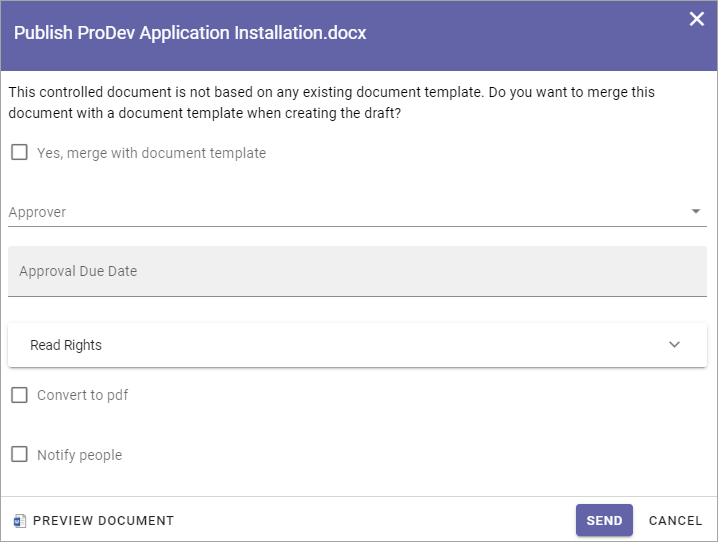 Publish ProDev Application Installation.docx
This controlled document is not based on any existing document template. Do you want to merge this
document with a document template when creating the draft?
Yes, merge with document template
Approver
Approval Due Date
Read Rights
Convert to pdf
Notify people
PREVIEW DOCUMENT
SEND
CANCEL